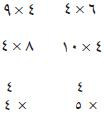 ٩ × ٤    ٤ × ٦
٤ × ٨    ١٠ × ٤
٤    ٤
٤ ×    ٥ ×